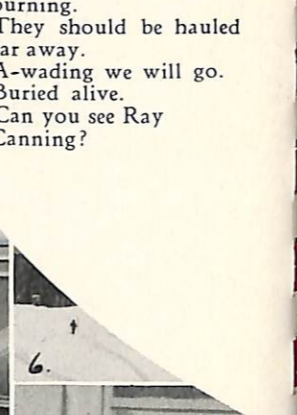 burning.
They should be hauled
far away.
A-wading we will go.
Buried alive.
Can you see Ray
Canning?
6.